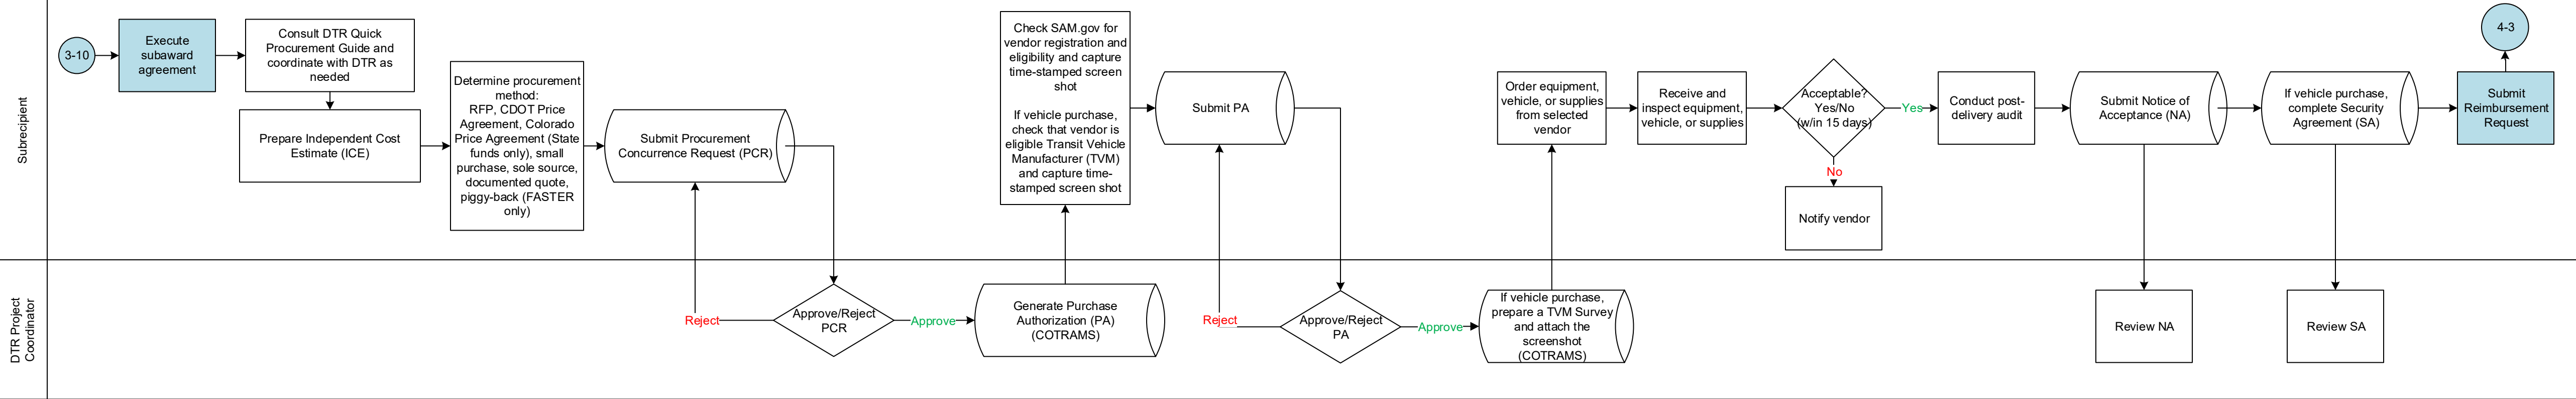 Subrecipient
3-10
Execute
subaward
agreement
Consult DTR Quick
Procurement Guide and
coordinate with DTR as
needed
Prepare Independent Cost
Estimate (ICE)
Determine procurement
method:
RFP, CDOT Price
Agreement, Colorado
Price Agreement (State
funds only), small
purchase, sole source,
documented quote,
piggy-back (FASTER
only)
Submit Procurement
Concurrence Request (PCR)
Check SAM.gov for
vendor registration and
eligibility and capture
time-stamped screen
shot
If vehicle purchase,
check that vendor is
eligible Transit Vehicle
Manufacturer (TVM)
and capture time-
stamped screen shot
Submit PA
Order equipment,
vehicle, or supplies
from selected
vendor
Receive and
inspect equipment,
vehicle, or supplies
Acceptable?
Yes/No
(w/in 15 days)
Yes
No
Notify vendor
Conduct post-
delivery audit
Submit Notice of
Acceptance (NA)
If vehicle purchase,
complete Security
Agreement (SA)
Submit
Reimbursement
Request
4-3
DTR Project
Coordinator
Reject
Approve/Reject
PCR
Approve
Generate Purchase
Authorization (PA)
(COTRAMS)
Reject
Approve/Reject
PA
Approve
If vehicle purchase,
prepare a TVM Survey
and attach the
screenshot
(COTRAMS)
Review NA
Review SA